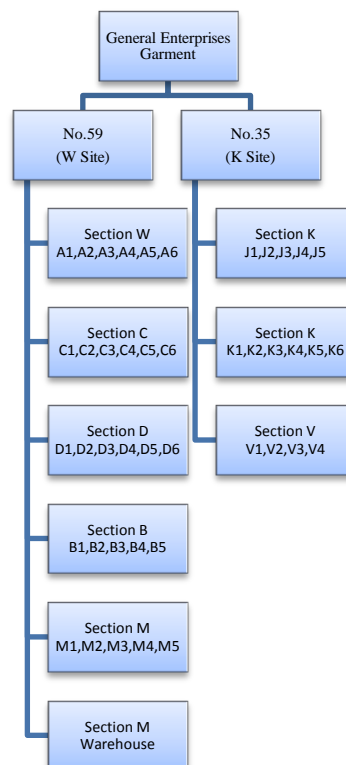 General Enterprises
Garment
No.59
(W Site)
No.35
(K Site)
Section W
A1,A2,A3,A4,A5,A6
Section C
C1,C2,C3,C4,C5,C6
Section D
D1,D2,D3,D4,D5,D6
Section B
B1,B2,B3,B4,B5
Section M
M1,M2,M3,M4,M5
Section M
Warehouse
Section K
J1,J2,J3,J4,J5
Section K
K1,K2,K3,K4,K5,K6
Section V
V1,V2,V3,V4